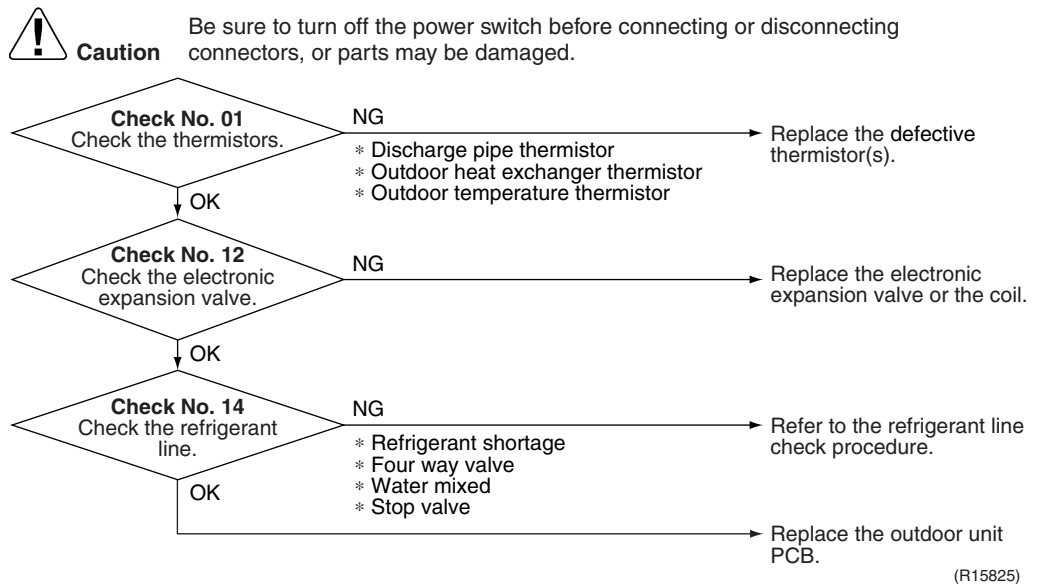 Be sure to turn off the power switch before connecting or disconnecting
Caution connectors, or parts may be damaged.
Check No. 01
Check the thermistors.
NG
∗ Discharge pipe thermistor
∗ Outdoor heat exchanger thermistor
∗ Outdoor temperature thermistor
Replace the defective
thermistor(s).
OK
Check No. 12
Check the electronic
expansion valve.
NG
Replace the electronic
expansion valve or the coil.
OK
Check No. 14
Check the refrigerant
line.
NG
∗ Refrigerant shortage
∗ Four way valve
∗ Water mixed
∗ Stop valve
Refer to the refrigerant line
check procedure.
OK
Replace the outdoor unit
PCB.
(R15825)